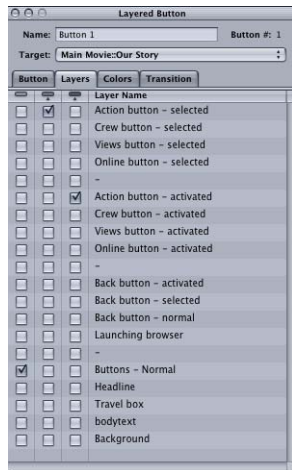 Layered Button
Name: Button 1 Button #: 1
Target: Main Movie::Our Story
Button Layers Colors Transition
Layer Name
Action button - selected
Crew button - selected
Views button - selected
Online button - selected
-
Action button - activated
Crew button - activated
Views button - activated
Online button - activated
-
Back button - activated
Back button - selected
Back button - normal
Launching browser
-
Buttons - Normal
Headline
Travel box
bodytext
Background